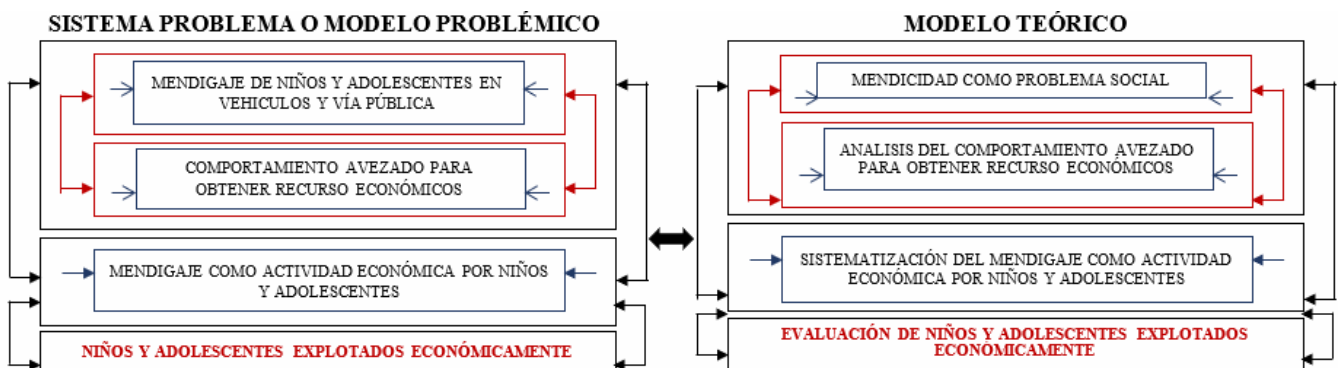 SISTEMA PROBLEMA O MODELO PROBLÉMICO
MENDIGAJE DE NIÑOS Y ADOLESCENTES EN
VEHICULOS Y VÍA PÚBLICA
COMPORTAMIENTO AVEZADO PARA
OBTENER RECURSO ECONÓMICOS
MENDIGAJE COMO ACTIVIDAD ECONÓMICA POR NIÑOS
Y ADOLESCENTES
NIÑOS Y ADOLESCENTES EXPLOTADOS ECONÓMICAMENTE
MODELO TEÓRICO
MENDICIDAD COMO PROBLEMA SOCIAL
ANALISIS DEL COMPORTAMIENTO AVEZADO
PARA OBTENER RECURSO ECONÓMICOS
SISTEMATIZACIÓN DEL MENDIGAJE COMO ACTIVIDAD
ECONÓMICA POR NIÑOS Y ADOLESCENTES
EVALUACIÓN DE NIÑOS Y ADOLESCENTES EXPLOTADOS
ECONÓMICAMENTE